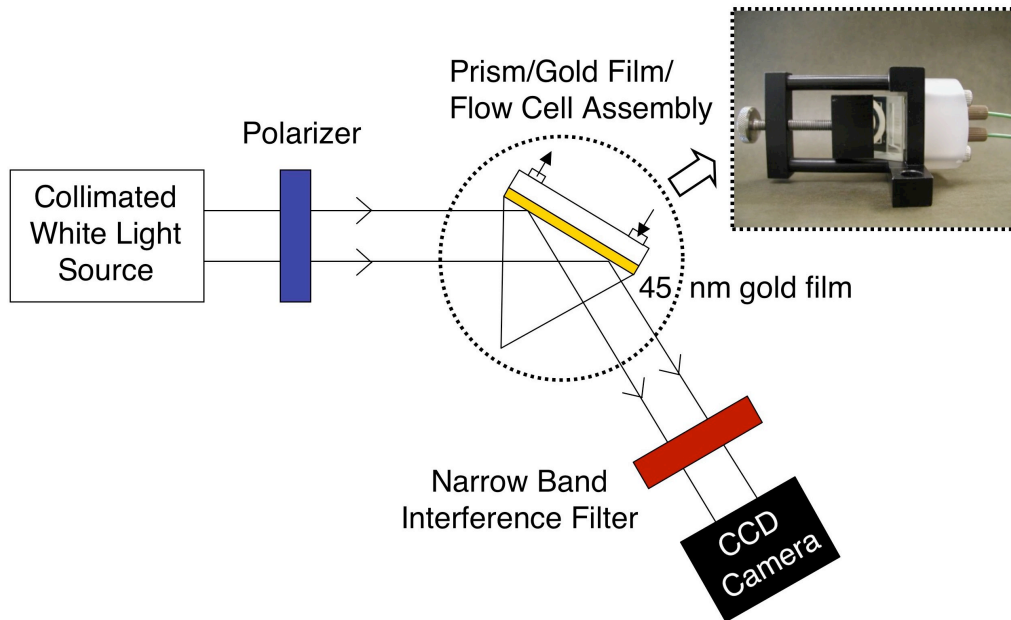 Prism/Gold Film/
Flow Cell Assembly
Polarizer
Collimated
White Light
Source
45 nm gold film
Narrow Band
Interference Filter
CCD
Camera